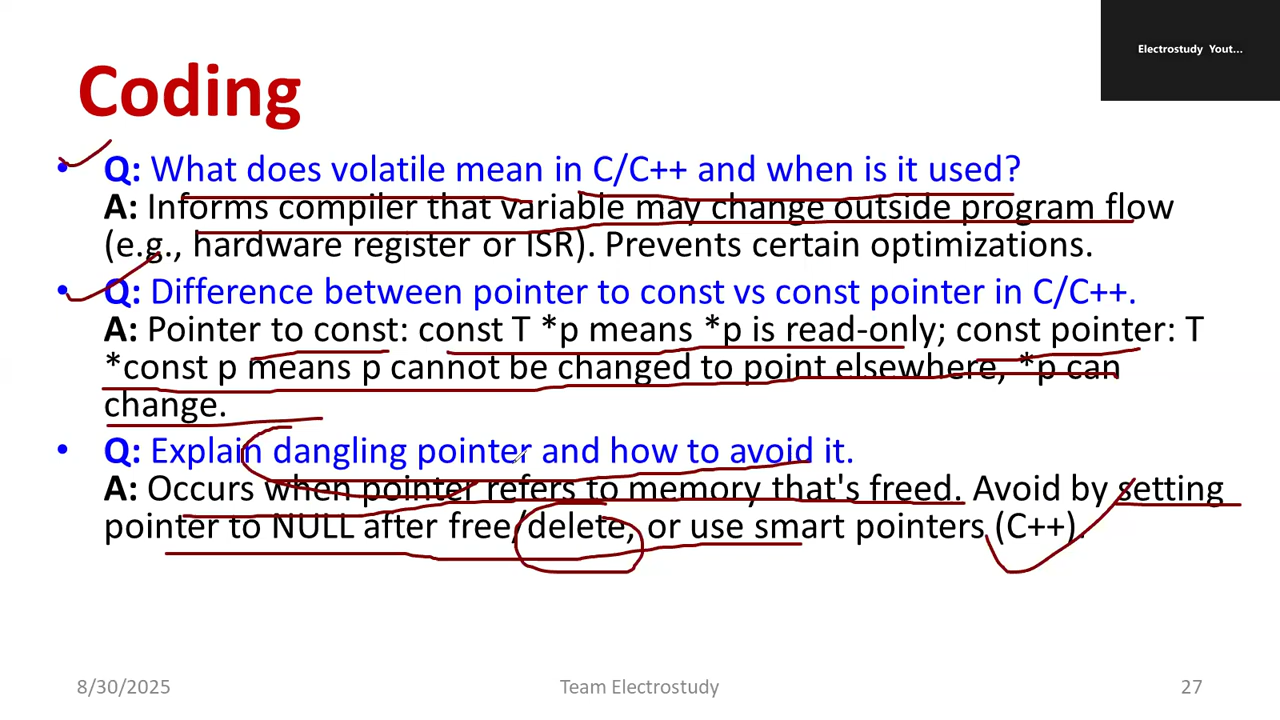 Electrostudy Yout...
Coding
• Q: What does volatile mean in C/C++ and when is it used?
A: Informs compiler that variable may change outside program flow
(e.g., hardware register or ISR). Prevents certain optimizations.
• Q: Difference between pointer to const vs const pointer in C/C++.
A: Pointer to const: const T *p means *p is read-only; const pointer: T
*const p means p cannot be changed to point elsewhere, *p can
change.
• Q: Explain dangling pointer and how to avoid it.
A: Occurs when pointer refers to memory that's freed. Avoid by setting
pointer to NULL after free/delete, or use smart pointers (C++).
8/30/2025
Team Electrostudy
27